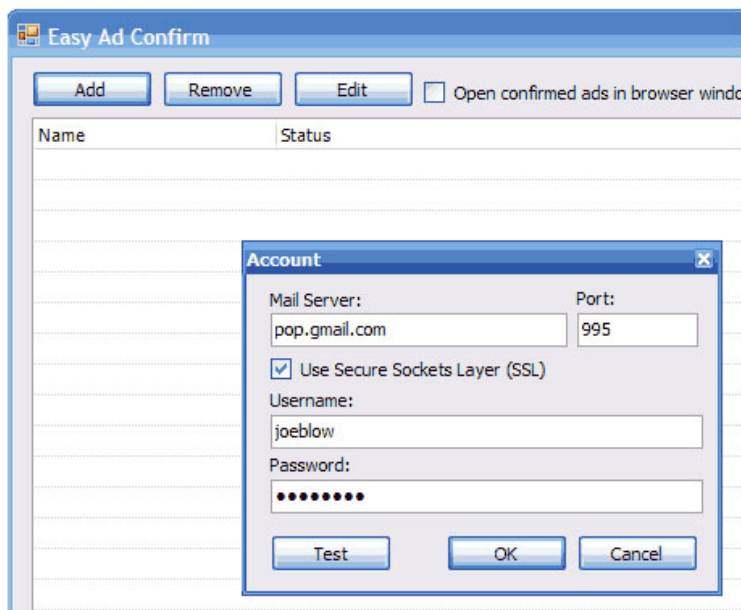 Easy Ad Confirm
Add Remove Edit Open confirmed ads in browser
Name Status
Account
Mail Server: Port:
pop.gmail.com 995
Use Secure Sockets Layer (SSL)
Username:
joeblow
Password:
••••••••
Test OK Cancel